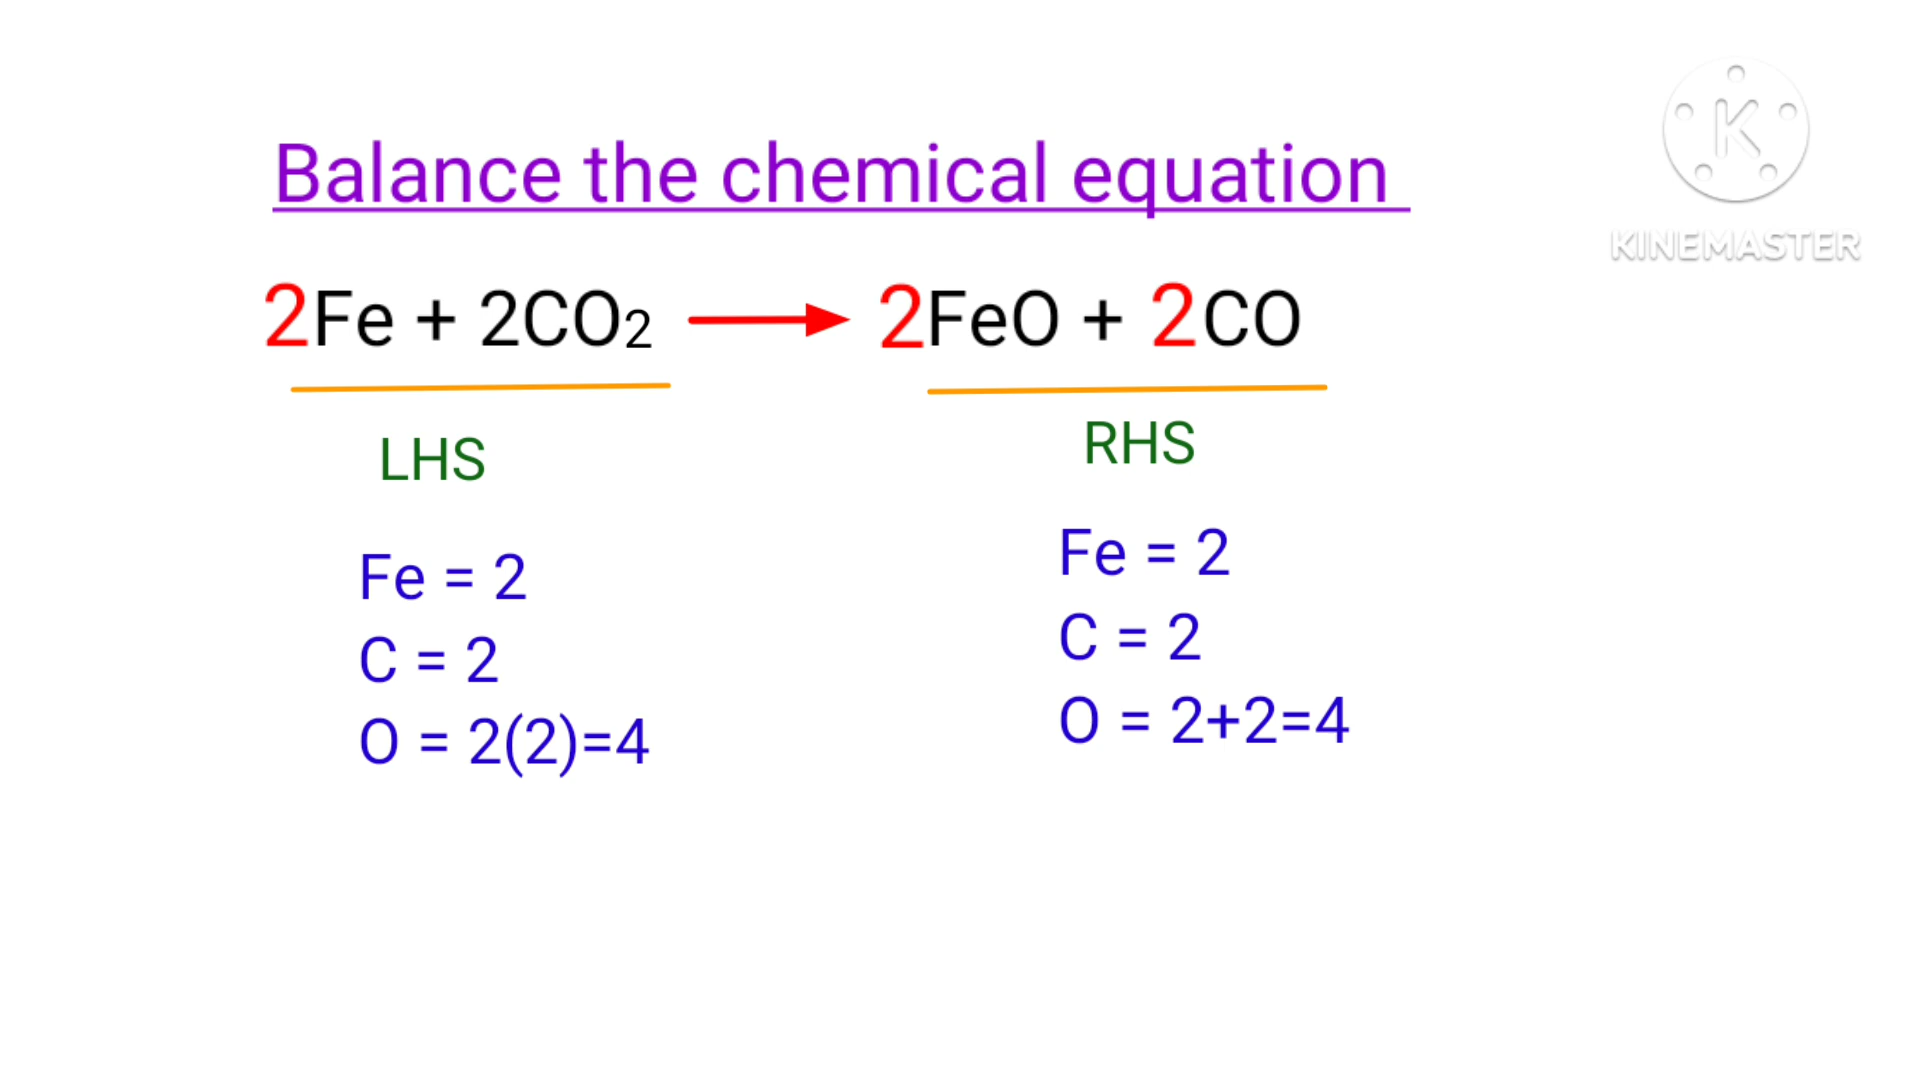 Balance the chemical equation
K
KINEMASTER
2Fe + 2CO₂ → 2FeO + 2CO
LHS
RHS
Fe = 2
C = 2
O = 2(2)=4
Fe = 2
C = 2
O = 2+2=4